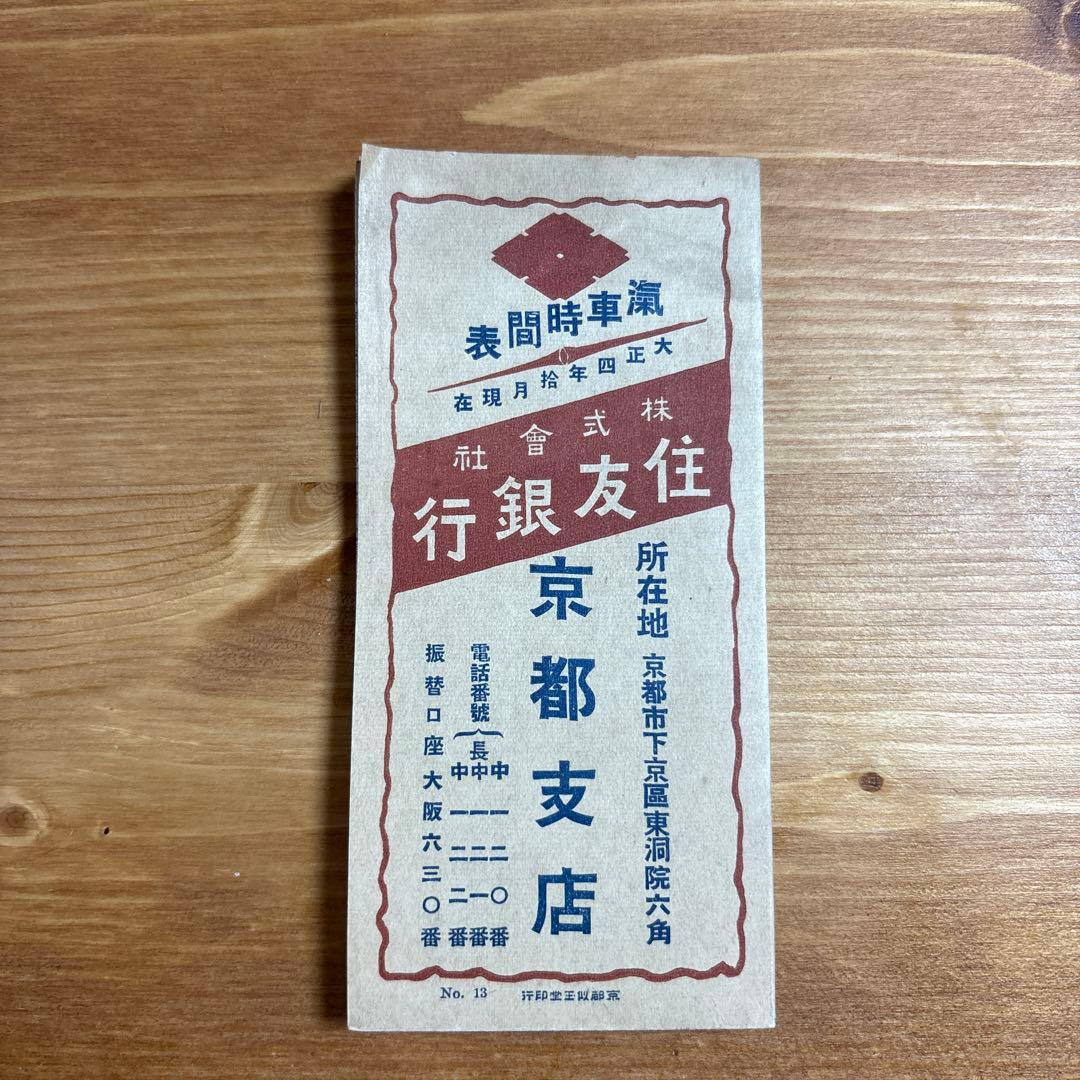 汽車時間表
大正四年拾月現在
株式會社
住友銀行
京都支店
所在地 京都市下京區東洞院六角
電話番號
中一二〇番
長中一二一番
中一二二番
振替口座大阪六三〇番
No. 13
京都似玉堂印行